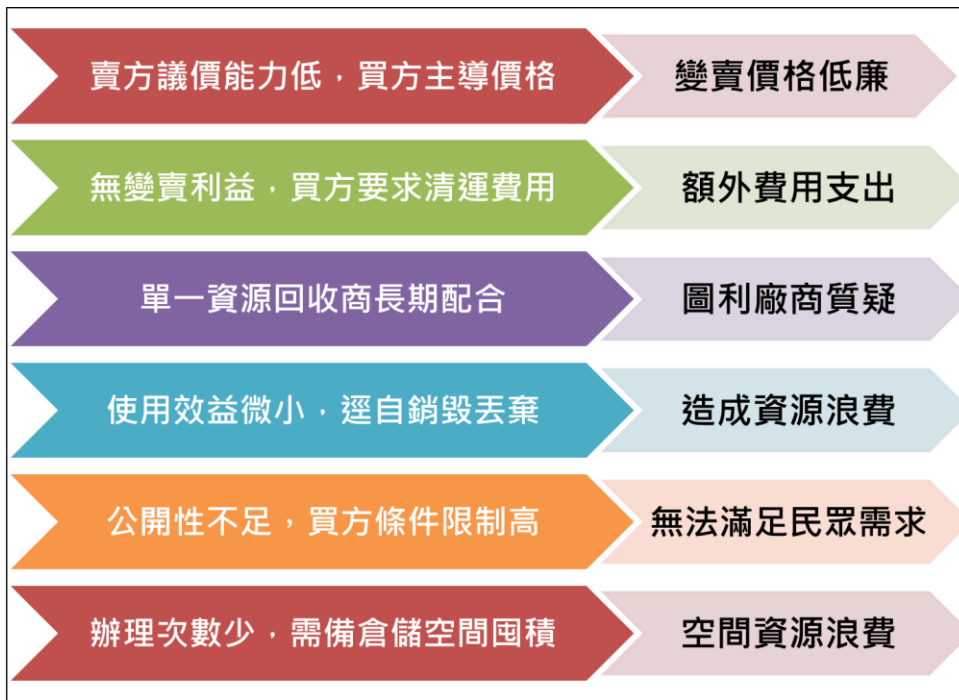 賣方議價能力低，買方主導價格
變賣價格低廉
無變賣利益，買方要求清運費用
額外費用支出
單一資源回收商長期配合
圖利廠商質疑
使用效益微小，逕自銷毀丟棄
造成資源浪費
公開性不足，買方條件限制高
無法滿足民眾需求
辦理次數少，需備倉儲空間囤積
空間資源浪費